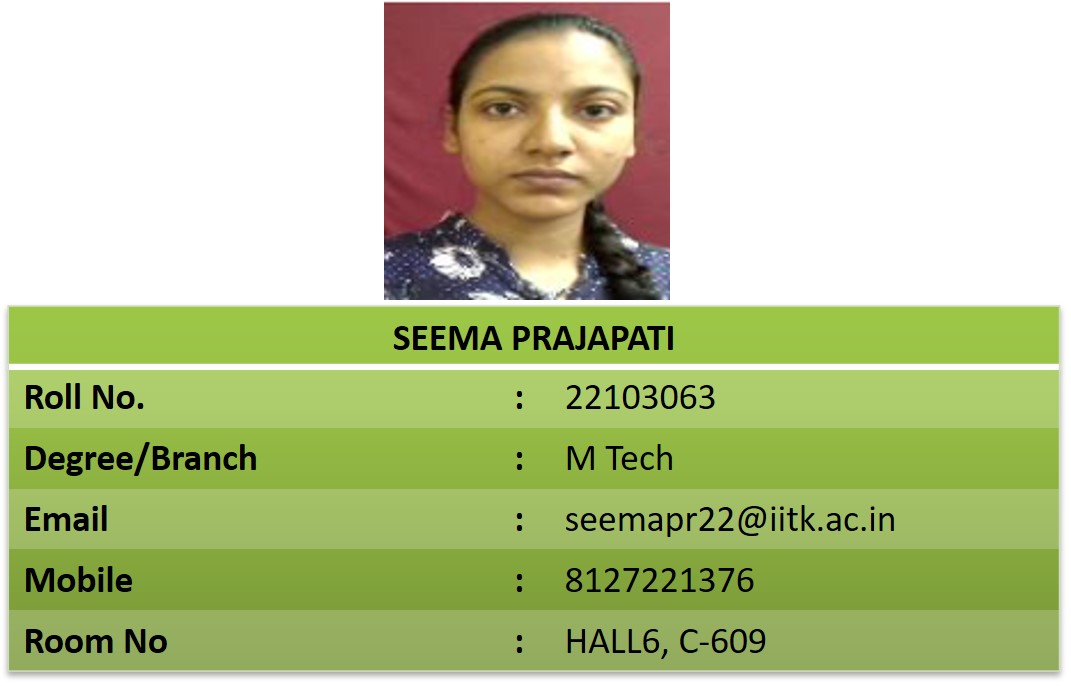 SEEMA PRAJAPATI
Roll No. : 22103063
Degree/Branch : M Tech
Email : seemapr22@iitk.ac.in
Mobile : 8127221376
Room No : HALL6, C-609